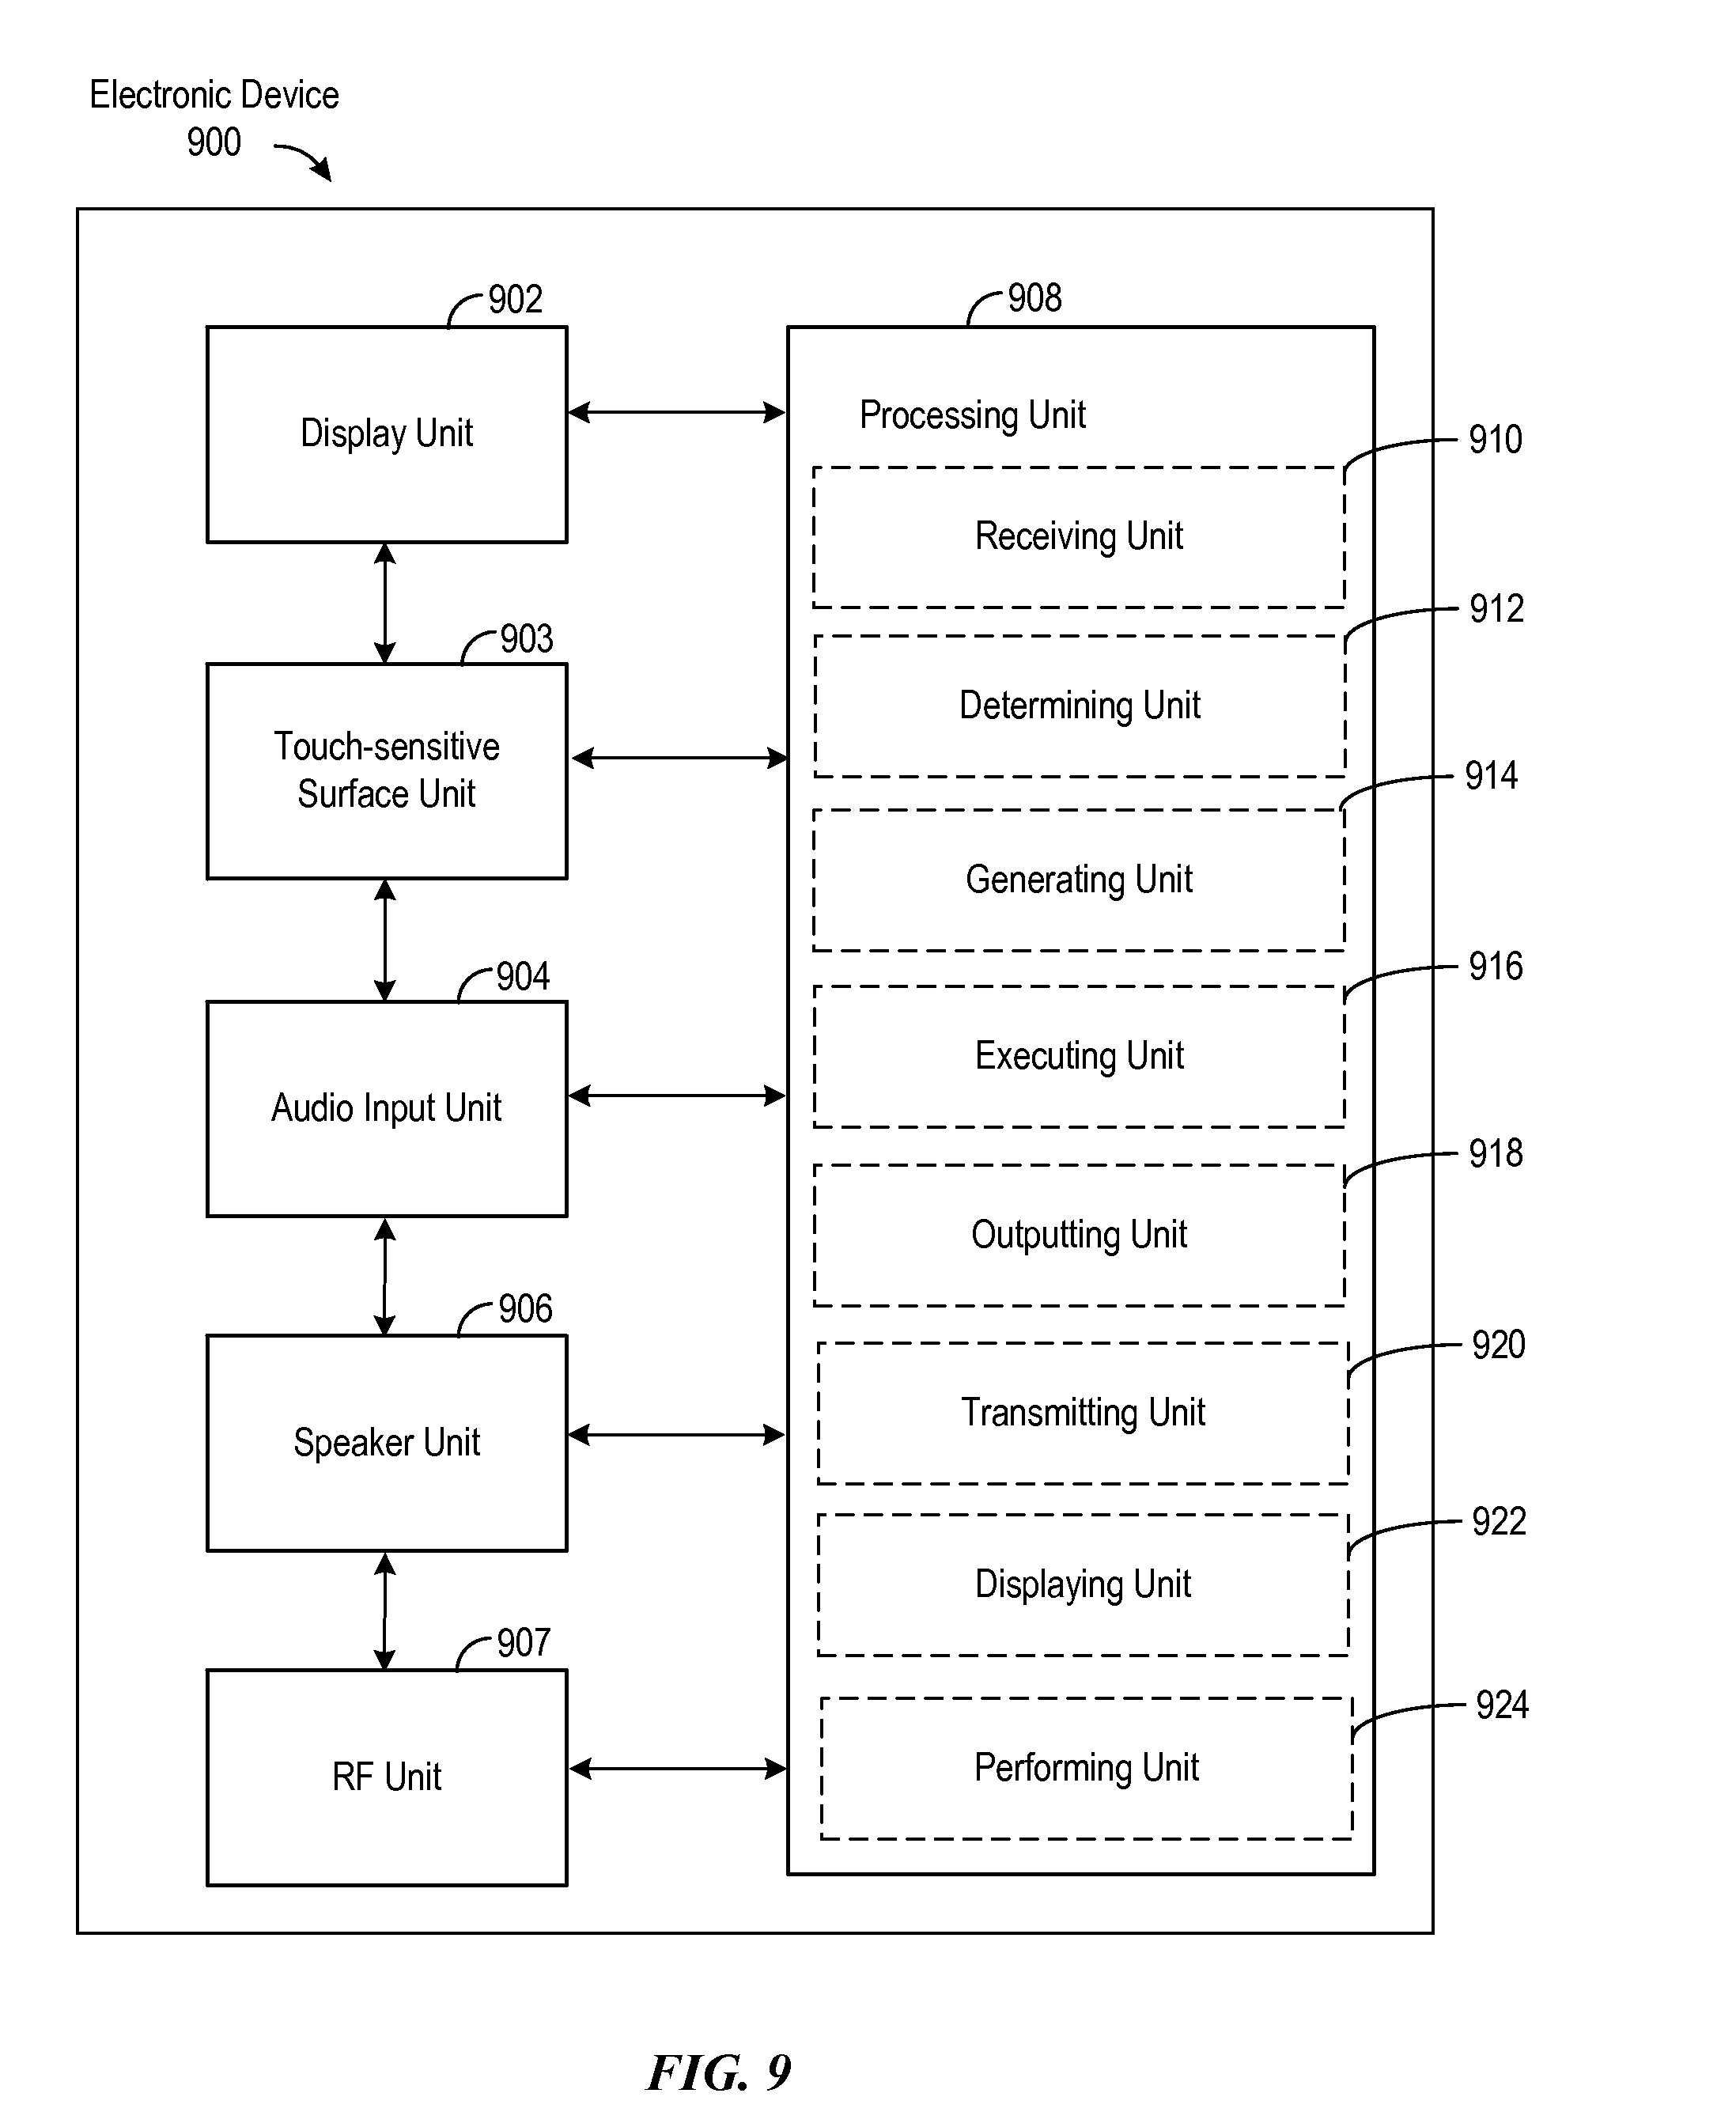 Electronic Device
900
902
Display Unit
903
Touch-sensitive
Surface Unit
904
Audio Input Unit
906
Speaker Unit
907
RF Unit
908
Processing Unit
910
Receiving Unit
912
Determining Unit
914
Generating Unit
916
Executing Unit
918
Outputting Unit
920
Transmitting Unit
922
Displaying Unit
924
Performing Unit
FIG. 9